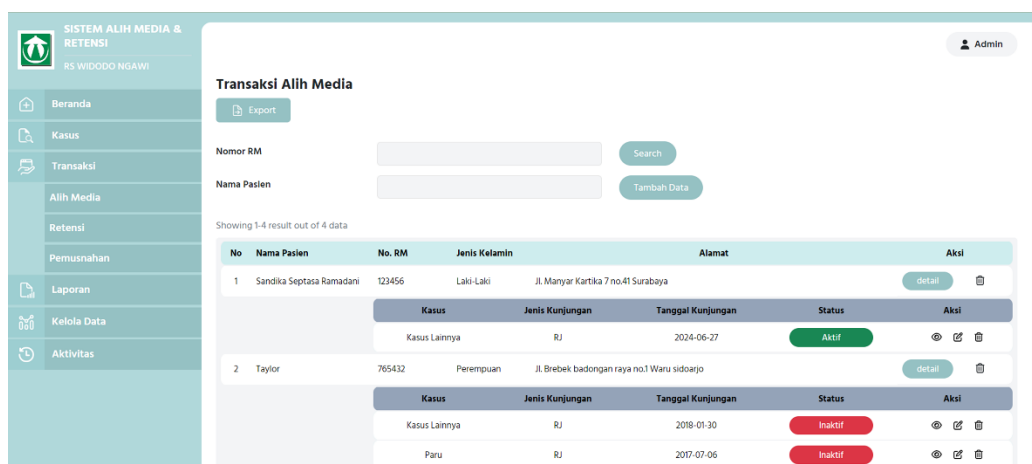 SISTEM ALIH MEDIA &
RETENSI
RS WIDODO NGAWI
Admin
Beranda
Kasus
Transaksi
Alih Media
Retensi
Pemusnahan
Laporan
Kelola Data
Aktivitas
Transaksi Alih Media
Export
Nomor RM
Search
Nama Pasien
Tambah Data
Showing 1-4 result out of 4 data
No Nama Pasien No. RM Jenis Kelamin Alamat Aksi
1 Sandika Septasa Ramadani 123456 Laki-Laki Jl. Manyar Kartika 7 no.41 Surabaya detail
Kasus Jenis Kunjungan Tanggal Kunjungan Status Aksi
Kasus Lainnya RJ 2024-06-27 Aktif
2 Taylor 765432 Perempuan Jl. Brebek badongan raya no.1 Waru sidoarjo detail
Kasus Jenis Kunjungan Tanggal Kunjungan Status Aksi
Kasus Lainnya RJ 2018-01-30 Inaktif
Paru RJ 2017-07-06 Inaktif